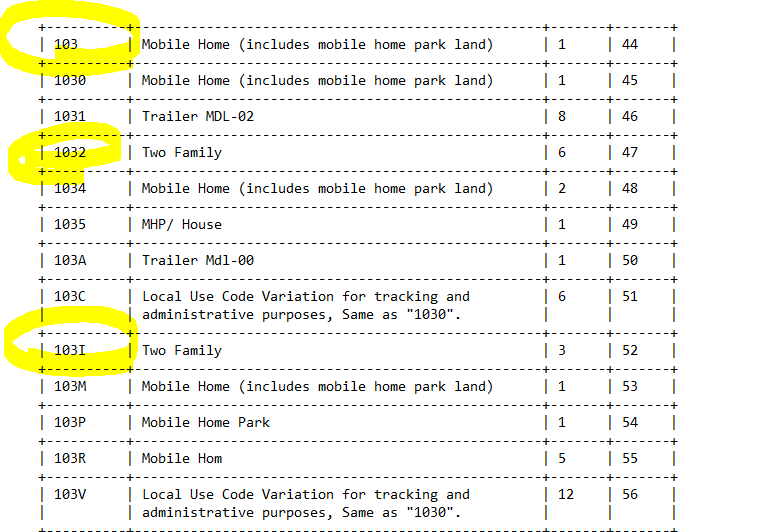 103 Mobile Home (includes mobile home park land) 1 44
1030 Mobile Home (includes mobile home park land) 1 45
1031 Trailer MDL-02 8 46
1032 Two Family 6 47
1034 Mobile Home (includes mobile home park land) 2 48
1035 MHP/ House 1 49
103A Trailer Mdl-00 1 50
103C Local Use Code Variation for tracking and 6 51
administrative purposes, Same as "1030".
103I Two Family 3 52
103M Mobile Home (includes mobile home park land) 1 53
103P Mobile Home Park 1 54
103R Mobile Hom 5 55
103V Local Use Code Variation for tracking and 12 56
administrative purposes, Same as "1030".